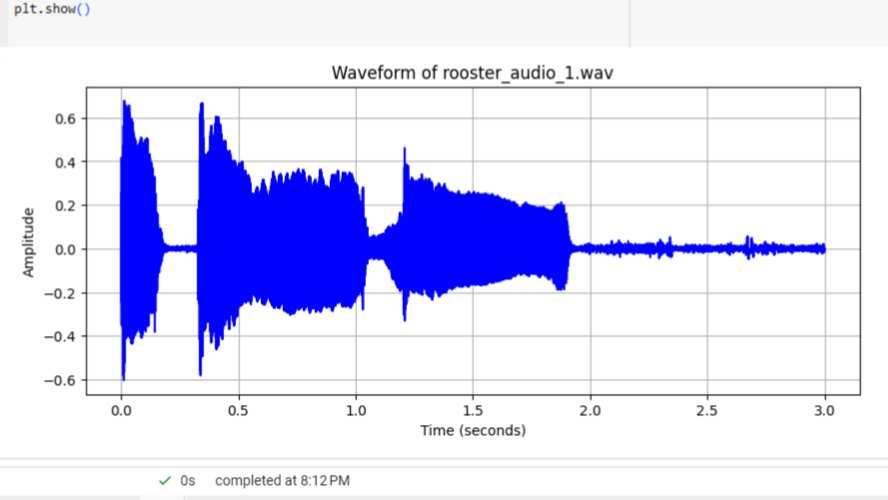 plt.show()
Waveform of rooster_audio_1.wav
0.6
0.4
0.2
0.0
−0.2
−0.4
−0.6
Amplitude
0.0 0.5 1.0 1.5 2.0 2.5 3.0
Time (seconds)
0s completed at 8:12 PM